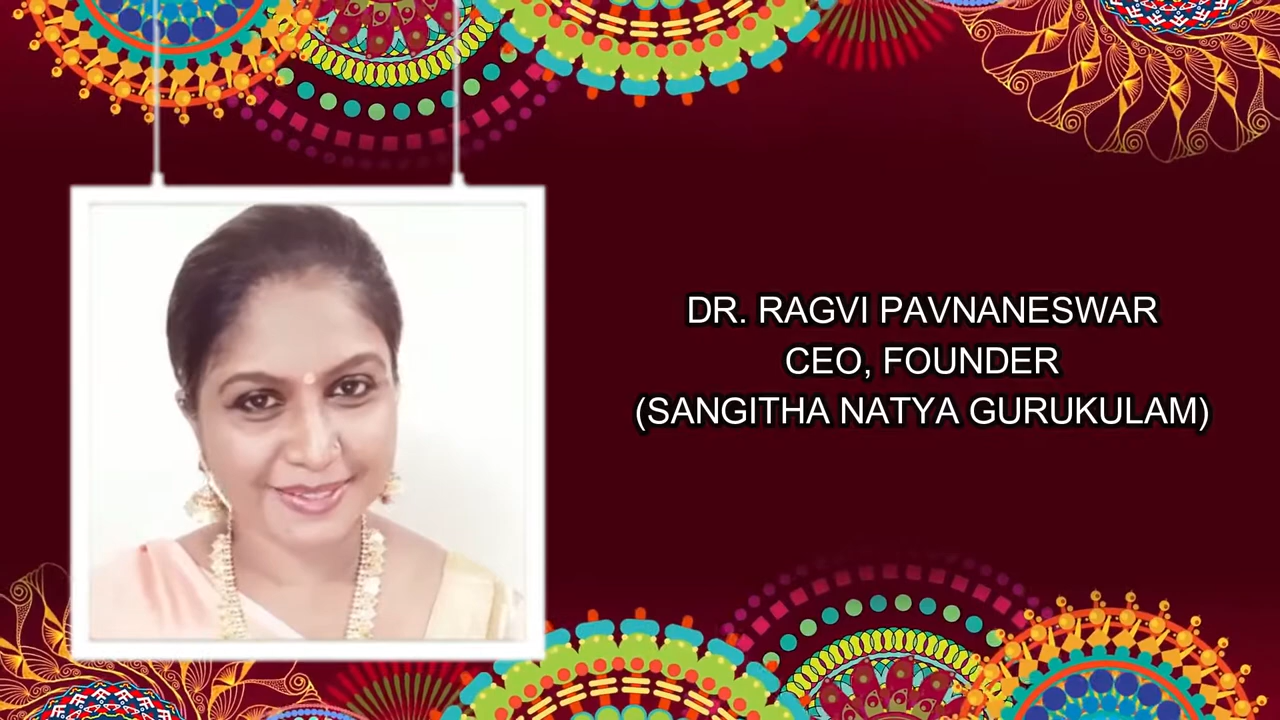 DR. RAGVI PAVNANESWAR
CEO, FOUNDER
(SANGITHA NATYA GURUKULAM)